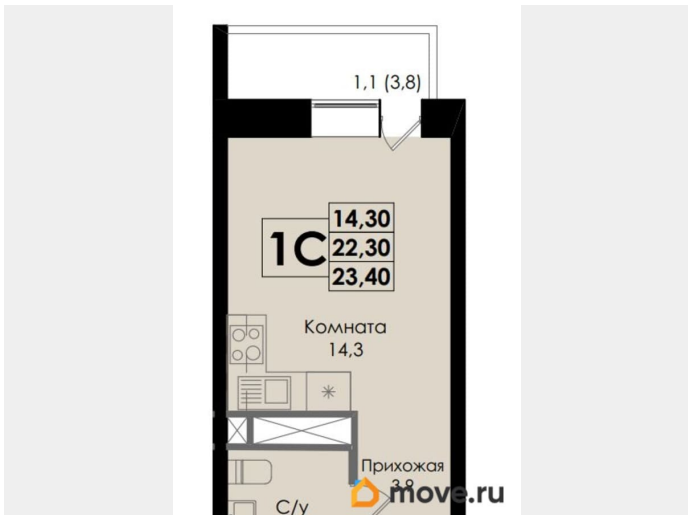 1,1 (3,8)
1С
14,30
22,30
23,40
Комната
14,3
Прихожая
С/у
move.ru